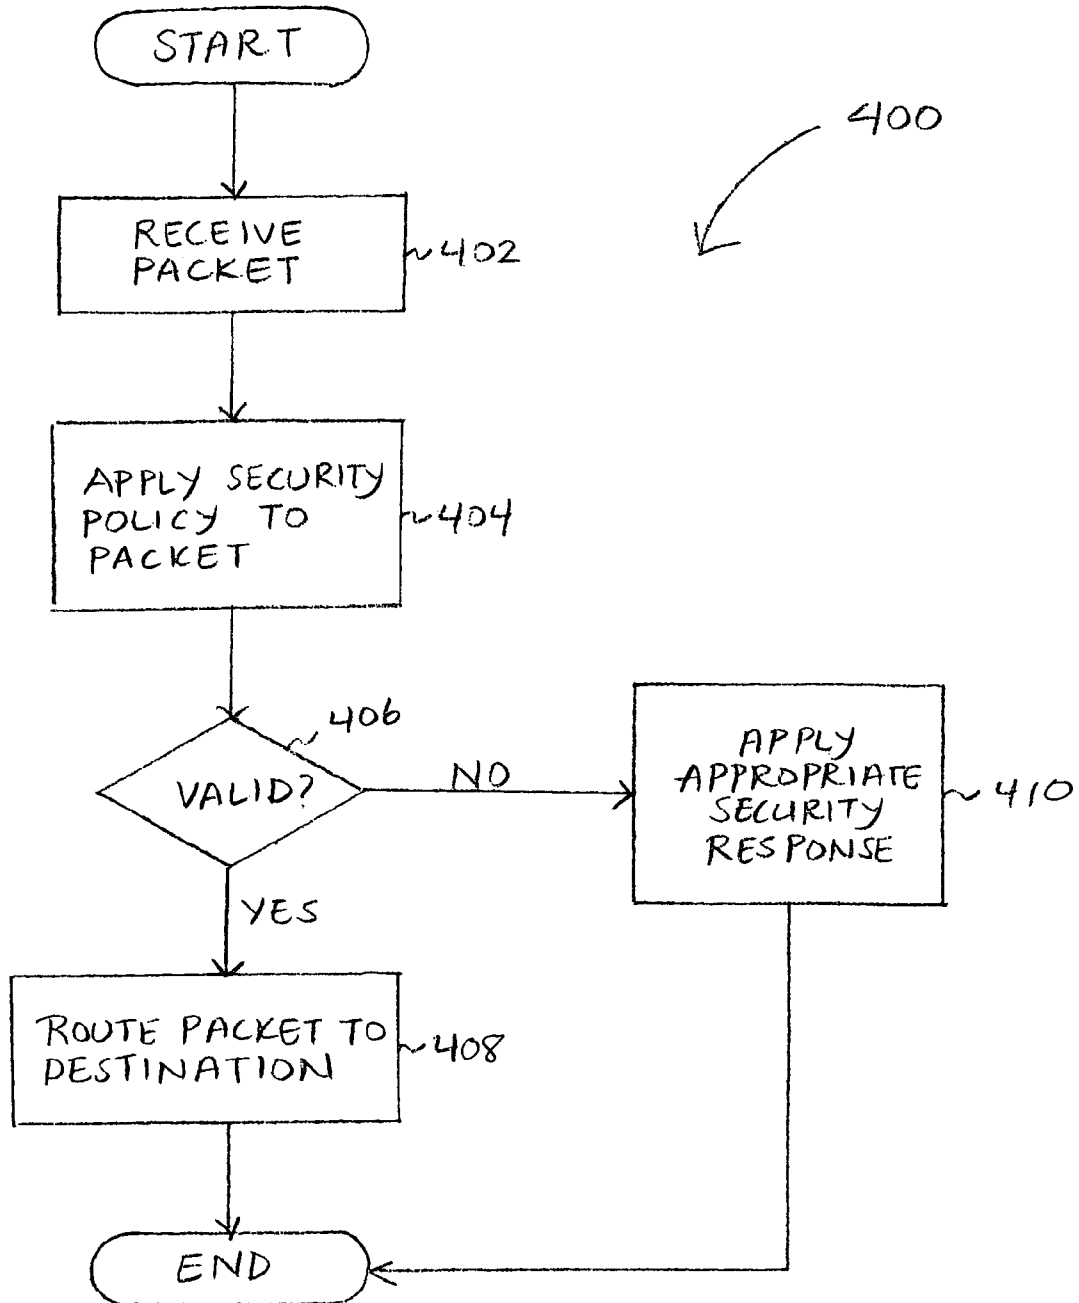 START
400
RECEIVE
PACKET
402
APPLY SECURITY
POLICY TO
PACKET
404
406
VALID?
NO
APPLY
APPROPRIATE
SECURITY
RESPONSE
410
YES
ROUTE PACKET TO
DESTINATION
408
END